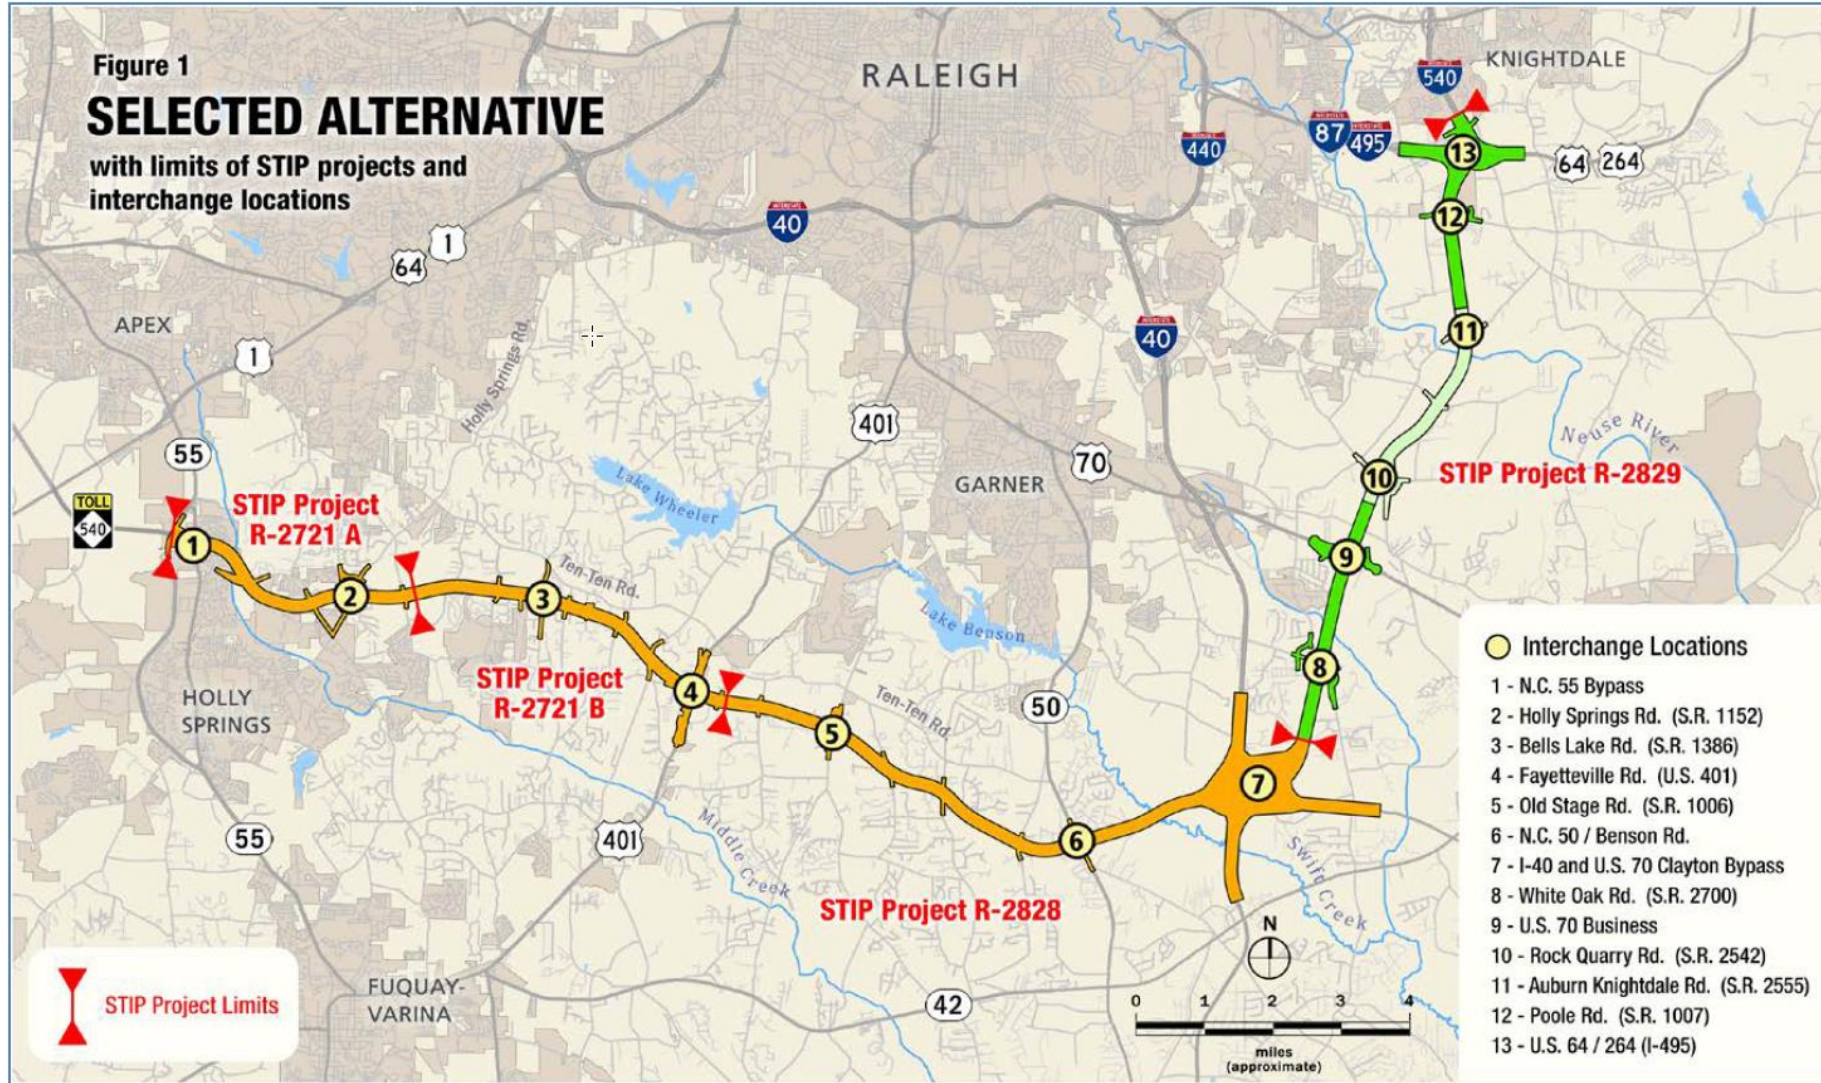 Figure 1
SELECTED ALTERNATIVE
with limits of STIP projects and
interchange locations
RALEIGH
KNIGHTDALE
INTERSTATE
540
INTERSTATE
87
INTERSTATE
495
INTERSTATE
440
64
264
13
12
INTERSTATE
40
1
64
APEX
1
Holly Springs Rd.
INTERSTATE
40
11
401
Neuse River
55
70
GARNER
10
STIP Project R-2829
Lake Wheeler
TOLL
540
STIP Project
R-2721 A
1
9
Ten-Ten Rd.
2
3
Lake Benson
8
STIP Project
R-2721 B
4
HOLLY
SPRINGS
Ten-Ten Rd.
50
5
7
55
401
Middle Creek
6
Swift Creek
STIP Project R-2828
N
FUQUAY-
VARINA
42
0 1 2 3 4
miles
(approximate)
STIP Project Limits
Interchange Locations
1 - N.C. 55 Bypass
2 - Holly Springs Rd. (S.R. 1152)
3 - Bells Lake Rd. (S.R. 1386)
4 - Fayetteville Rd. (U.S. 401)
5 - Old Stage Rd. (S.R. 1006)
6 - N.C. 50 / Benson Rd.
7 - I-40 and U.S. 70 Clayton Bypass
8 - White Oak Rd. (S.R. 2700)
9 - U.S. 70 Business
10 - Rock Quarry Rd. (S.R. 2542)
11 - Auburn Knightdale Rd. (S.R. 2555)
12 - Poole Rd. (S.R. 1007)
13 - U.S. 64 / 264 (I-495)